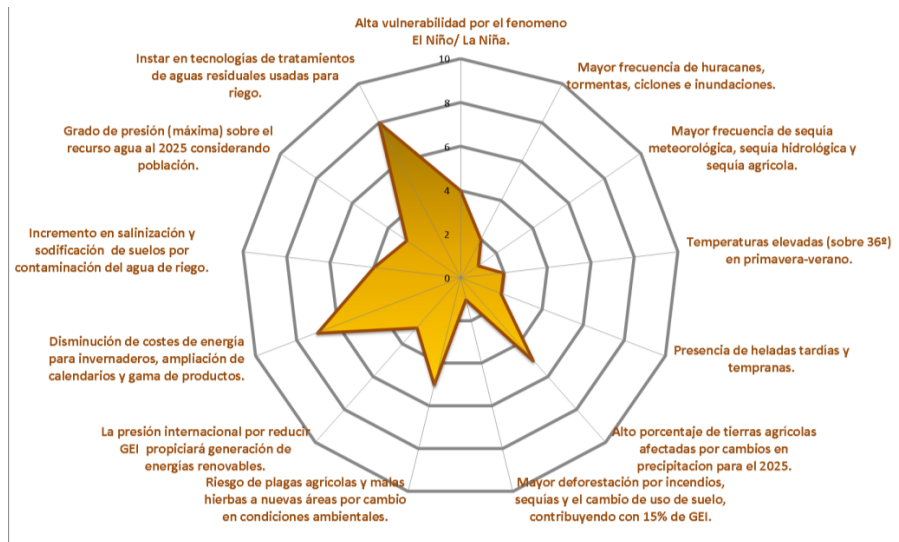 Alta vulnerabilidad por el fenomeno
El Niño/ La Niña.
Mayor frecuencia de huracanes,
tormentas, ciclones e inundaciones.
Mayor frecuencia de sequía
meteorológica, sequía hidrológica y
sequía agrícola.
Temperaturas elevadas (sobre 36º)
en primavera-verano.
Presencia de heladas tardías y
tempranas.
Alto porcentaje de tierras agrícolas
afectadas por cambios en
precipitacion para el 2025.
Mayor deforestación por incendios,
sequías y el cambio de uso de suelo,
contribuyendo con 15% de GEI.
Riesgo de plagas agrícolas y malas
hierbas a nuevas áreas por cambio
en condiciones ambientales.
La presión internacional por reducir
GEI propiciará generación de
energías renovables.
Disminución de costes de energía
para invernaderos, ampliación de
calendarios y gama de productos.
Incremento en salinización y
sodificación de suelos por
contaminación del agua de riego.
Grado de presión (máxima) sobre el
recurso agua al 2025 considerando
población.
Instar en tecnologías de tratamientos
de aguas residuales usadas para
riego.
10
8
6
4
2
0